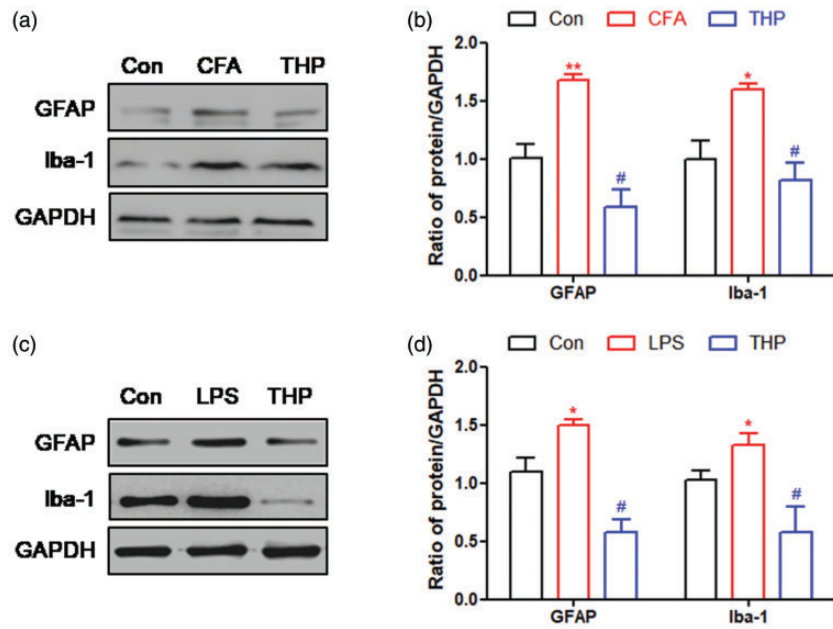 (a)
Con CFA THP
GFAP
Iba-1
GAPDH
(b)
Con CFA THP
Ratio of protein/GAPDH
2.0
1.5
1.0
0.5
0.0
** * # #
GFAP Iba-1
(c)
Con LPS THP
GFAP
Iba-1
GAPDH
(d)
Con LPS THP
Ratio of protein/GAPDH
2.0
1.5
1.0
0.5
0.0
* * # #
GFAP Iba-1